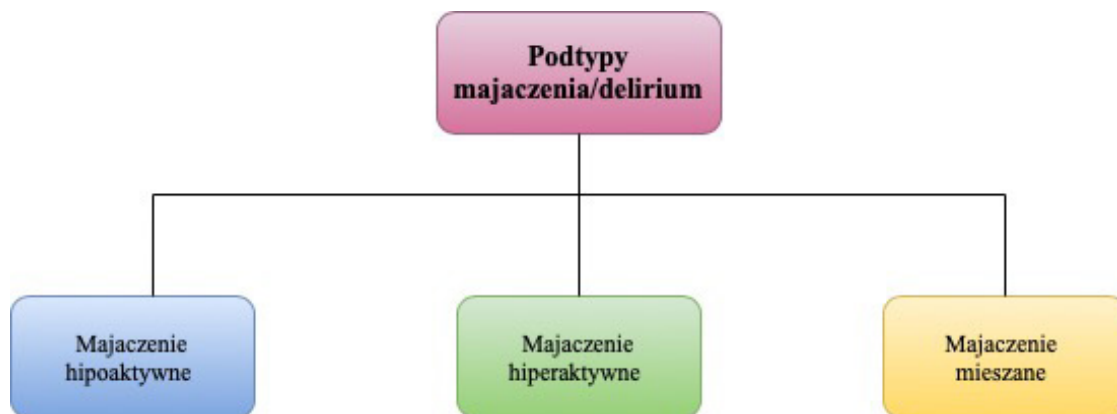 Podtypy
majaczenia/delirium
Majaczenie
hipoaktywne
Majaczenie
hiperaktywne
Majaczenie
mieszane